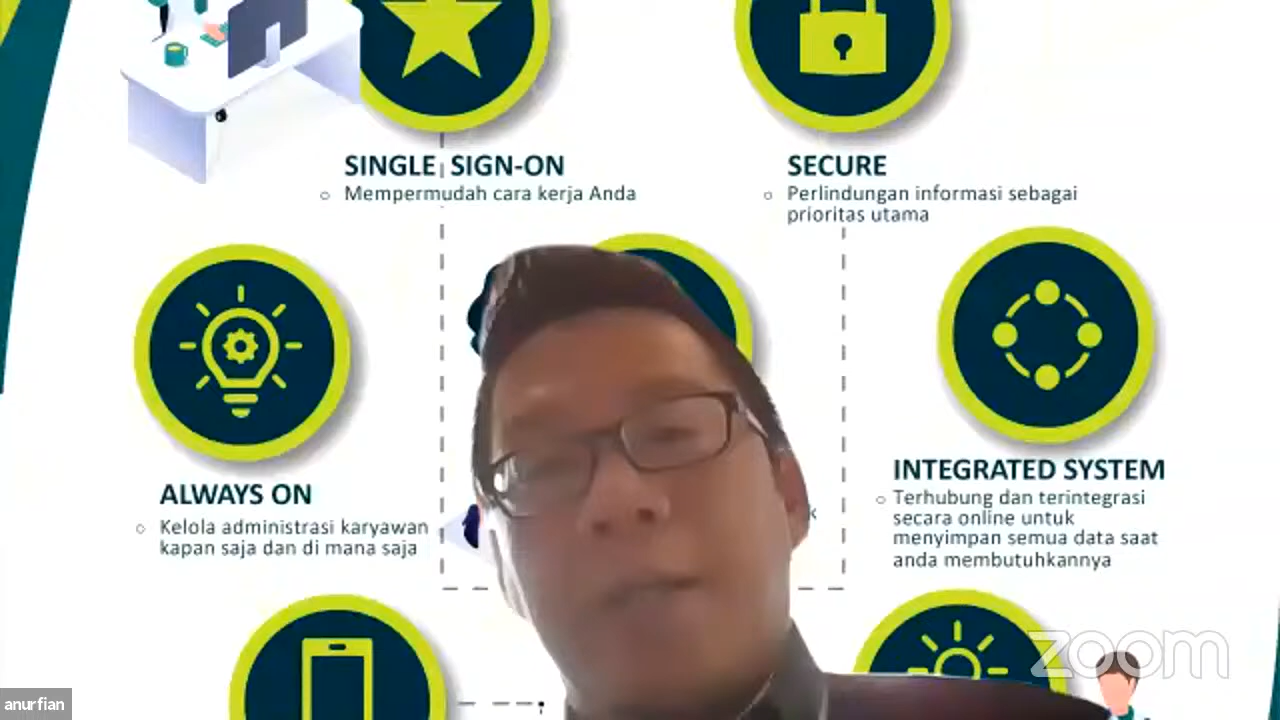 SINGLE SIGN-ON
Mempermudah cara kerja Anda
SECURE
Perlindungan informasi sebagai
prioritas utama
ALWAYS ON
Kelola administrasi karyawan
kapan saja dan di mana saja
INTEGRATED SYSTEM
Terhubung dan terintegrasi
secara online untuk
menyimpan semua data saat
anda membutuhkannya
zoom
anurfian